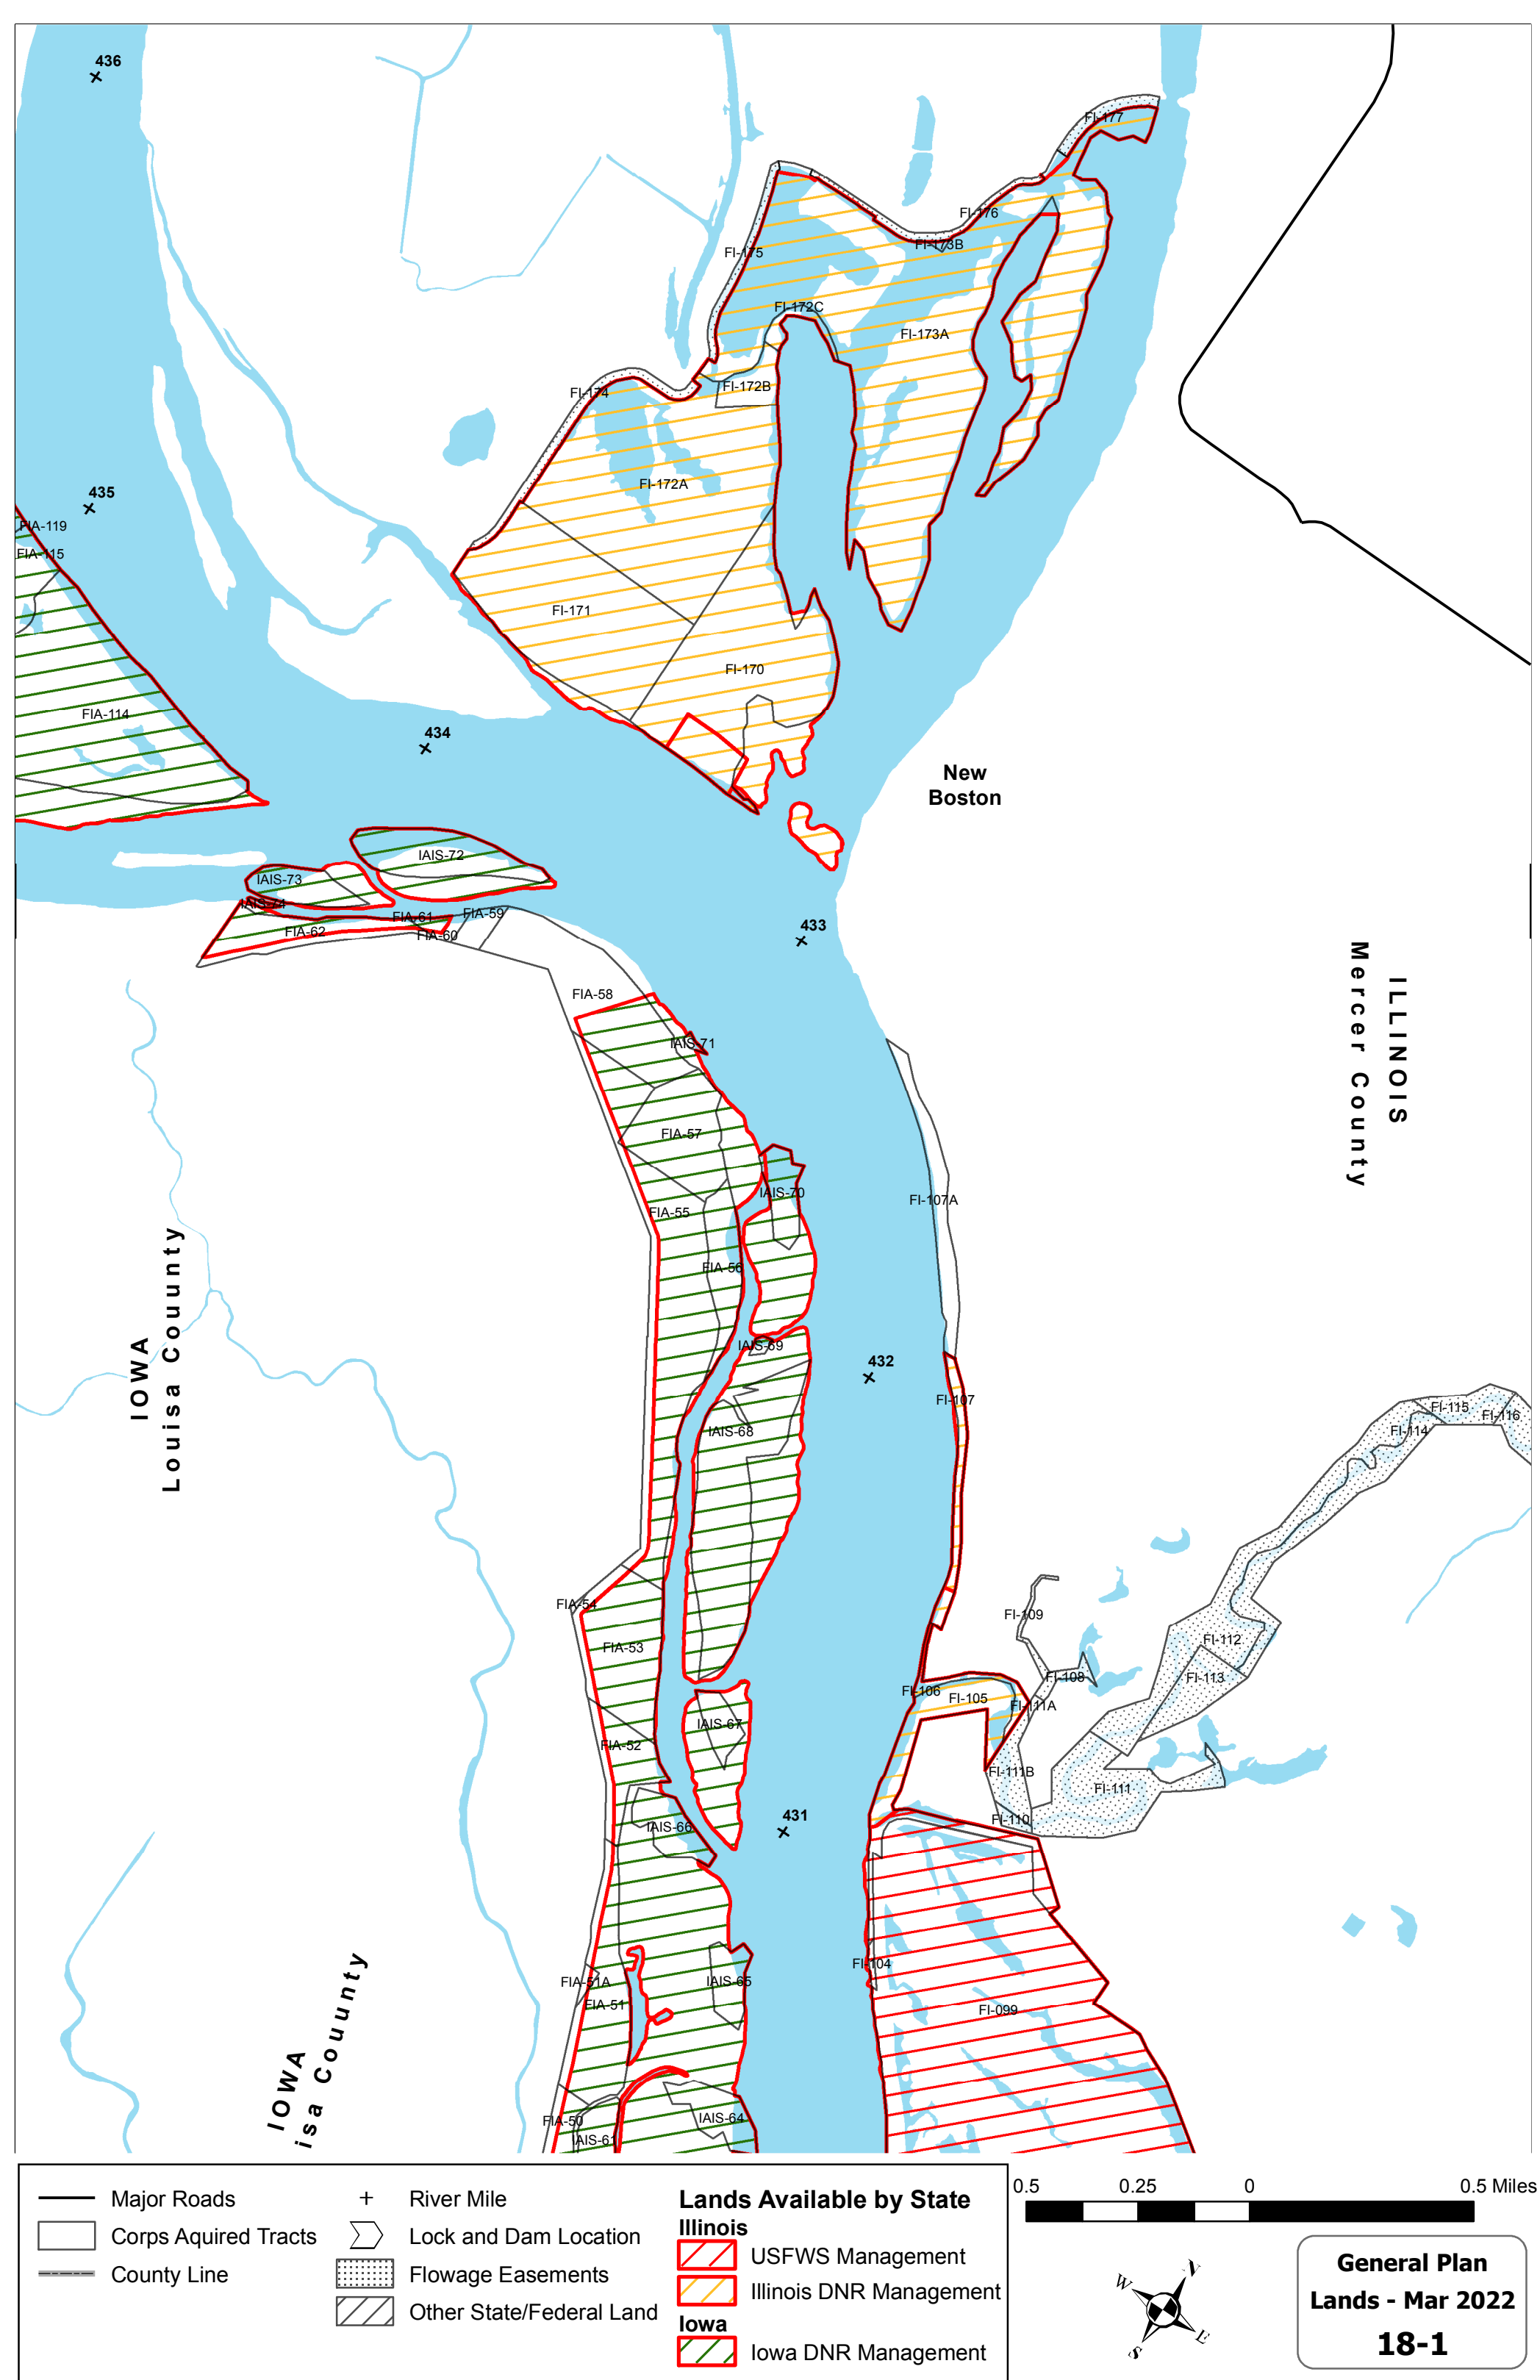 436
FI-177
FI-176
FI-173B
FI-175
FI-172C
FI-173A
FI-172B
FI-174
FI-172A
435
FIA-119
FIA-115
FI-171
FI-170
FIA-114
434
New
Boston
IAIS-72
IAIS-73
IAIS-74
FIA-61
FIA-59
FIA-62
FIA-60
433
FIA-58
IAIS-71
ILLINOIS
Mercer County
FIA-57
IAIS-70
FI-107A
FIA-55
FIA-56
IOWA
Louisa County
IAIS-69
432
FI-107
IAIS-68
FI-115
FI-116
FI-114
FIA-54
FI-109
FIA-53
FI-112
FI-108
FI-113
FI-106
FI-105
FI-111A
IAIS-67
FIA-52
FI-111B
FI-111
431
FI-110
IAIS-66
FI-104
FIA-51A
IAIS-65
FIA-51
FI-099
IOWA
isa County
FIA-50
IAIS-64
IAIS-61
Major Roads
Corps Aquired Tracts
County Line
River Mile
Lock and Dam Location
Flowage Easements
Other State/Federal Land
Lands Available by State
Illinois
USFWS Management
Illinois DNR Management
Iowa
Iowa DNR Management
0.5 0.25 0 0.5 Miles
N
W
E
S
General Plan
Lands - Mar 2022
18-1